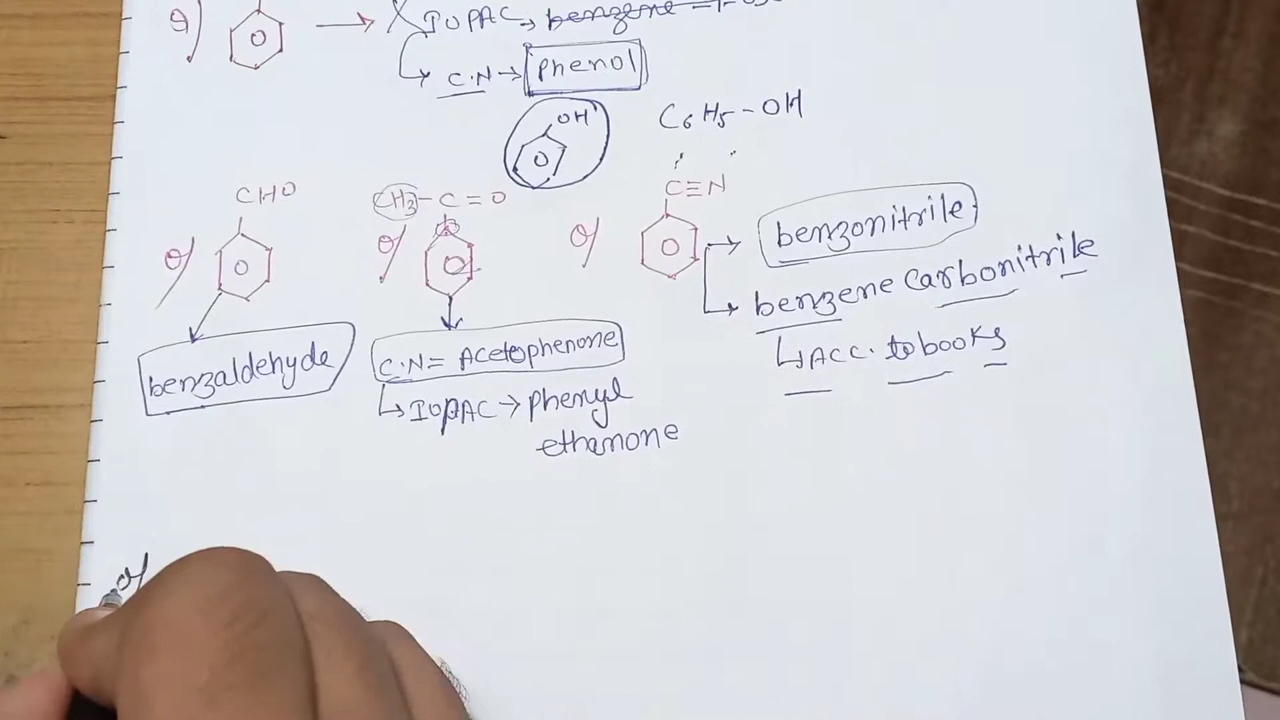 Q) → X IUPAC → benzene
C.N → Phenol
OH
C6H5-OH
CHO
CH3-C=O
C≡N
Q)
Q)
Q)
benzonitrile
benzene carbonitrile
ACC. to books
benzaldehyde
C.N = Acetophenone
IUPAC → Phenyl
ethanone
Q)